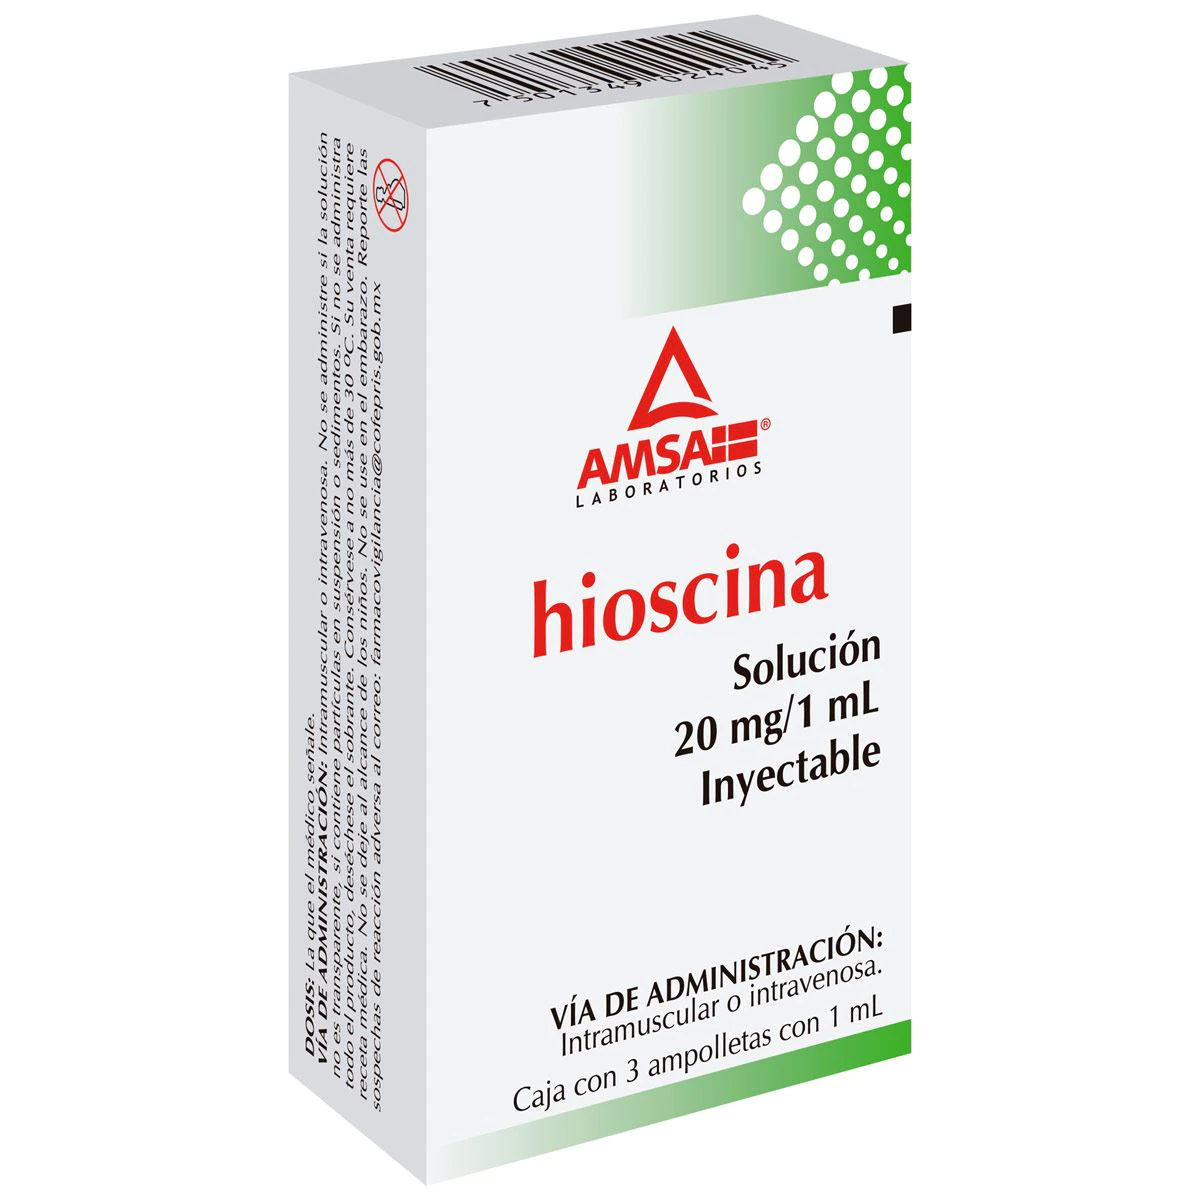 7 501349 024045
AMSA®
LABORATORIOS
hioscina
Solución
20 mg/1 mL
Inyectable
VÍA DE ADMINISTRACIÓN:
Intramuscular o intravenosa.
Caja con 3 ampolletas con 1 mL
DOSIS: La que el médico señale.
VÍA DE ADMINISTRACIÓN: Intramuscular o intravenosa. No se administre si la solución
no es transparente, si contiene partículas en suspensión o sedimentos. Si no se administra
todo el producto, deséchese el sobrante. Consérvese a no más de 30 ºC. Su venta requiere
receta médica. No se deje al alcance de los niños. No se use en el embarazo. Reporte las
sospechas de reacción adversa al correo: farmacovigilancia@cofepris.gob.mx